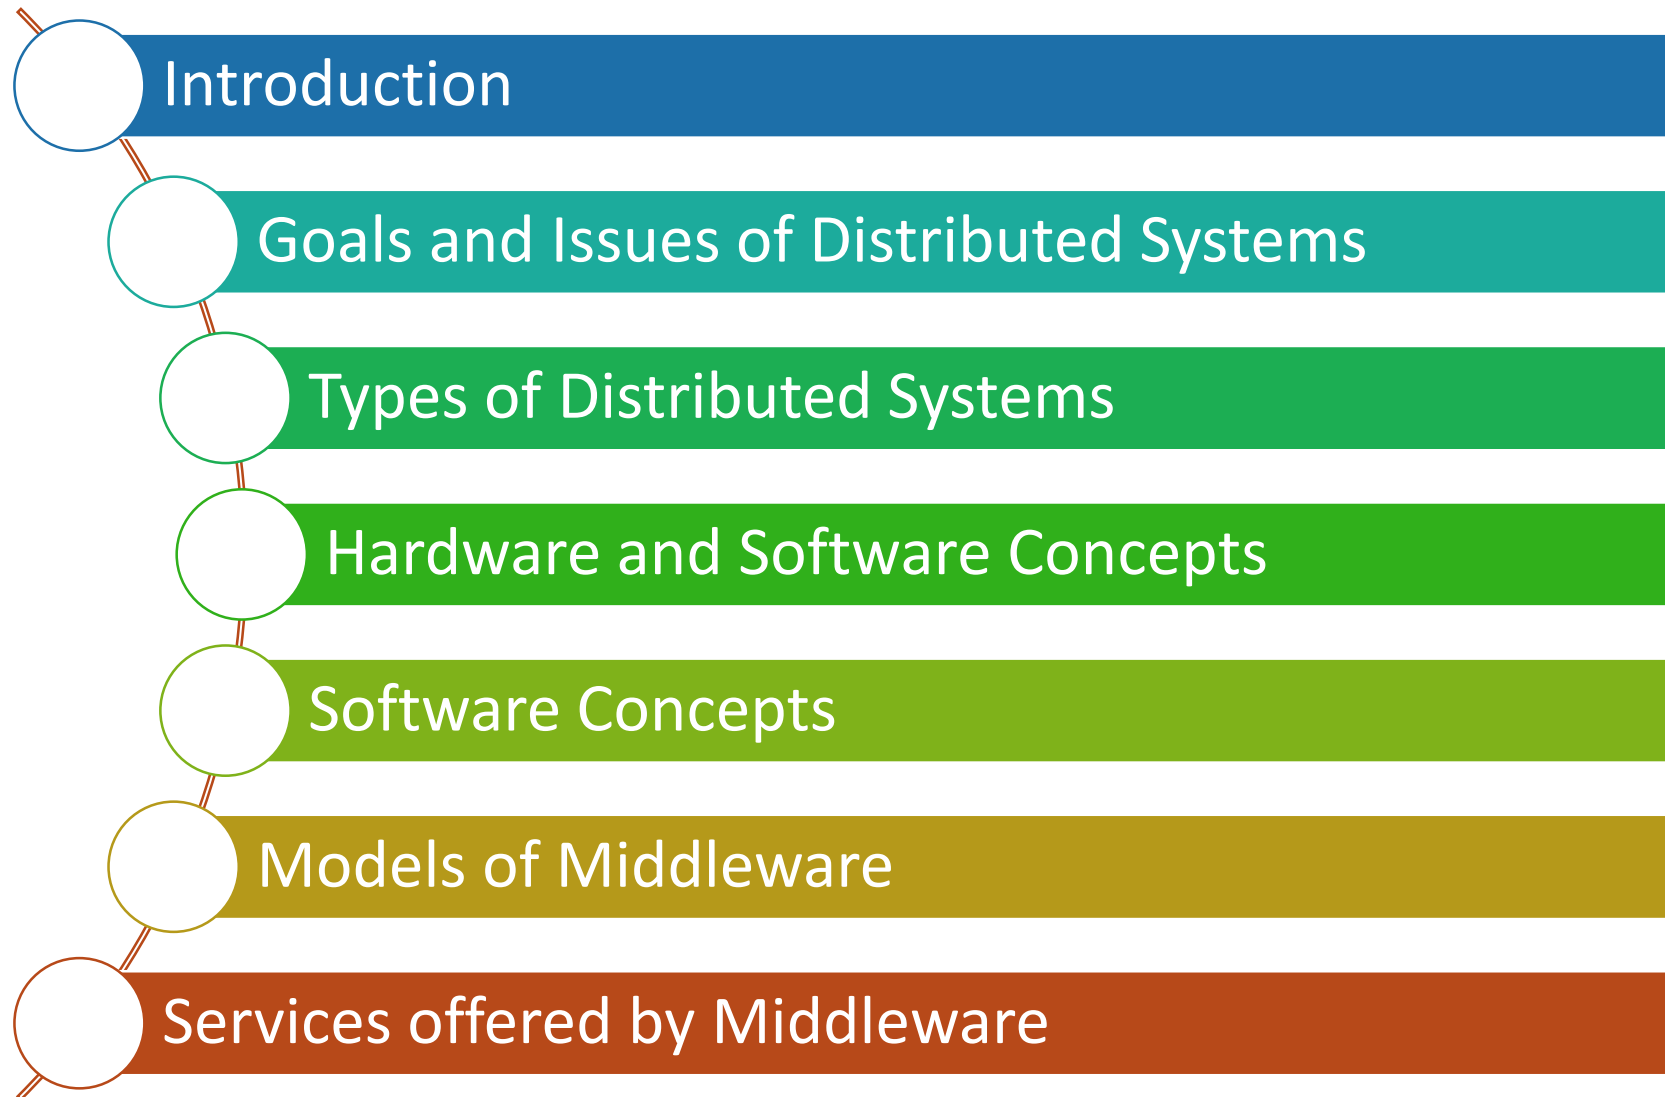 Introduction
Goals and Issues of Distributed Systems
Types of Distributed Systems
Hardware and Software Concepts
Software Concepts
Models of Middleware
Services offered by Middleware